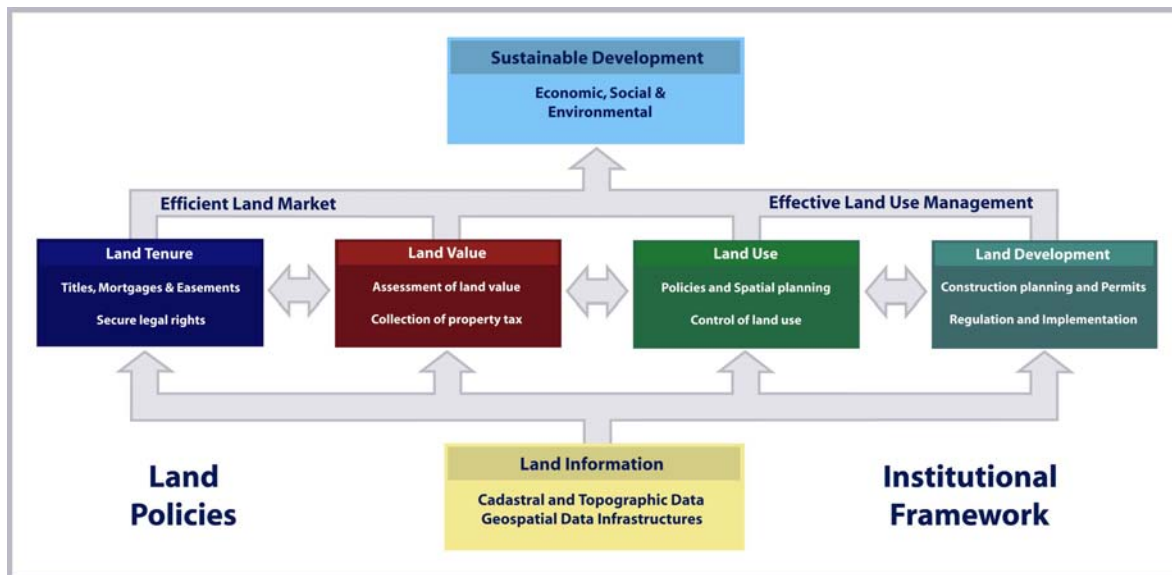 Sustainable Development
Economic, Social &
Environmental
Efficient Land Market
Effective Land Use Management
Land Tenure
Titles, Mortgages & Easements
Secure legal rights
Land Value
Assessment of land value
Collection of property tax
Land Use
Policies and Spatial planning
Control of land use
Land Development
Construction planning and Permits
Regulation and Implementation
Land
Policies
Land Information
Cadastral and Topographic Data
Geospatial Data Infrastructures
Institutional
Framework